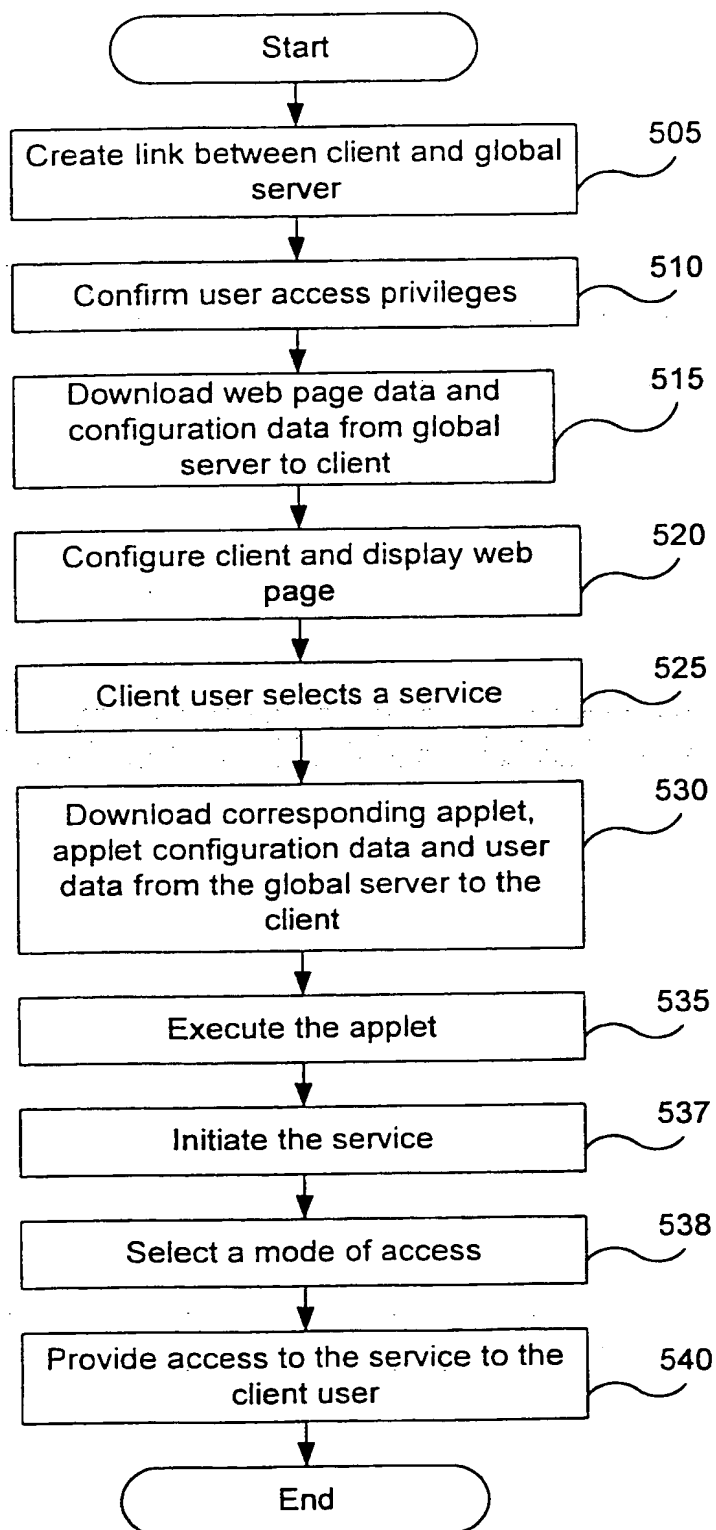 Start
Create link between client and global
server
505
Confirm user access privileges
510
Download web page data and
configuration data from global
server to client
515
Configure client and display web
page
520
Client user selects a service
525
Download corresponding applet,
applet configuration data and user
data from the global server to the
client
530
Execute the applet
535
Initiate the service
537
Select a mode of access
538
Provide access to the service to the
client user
540
End